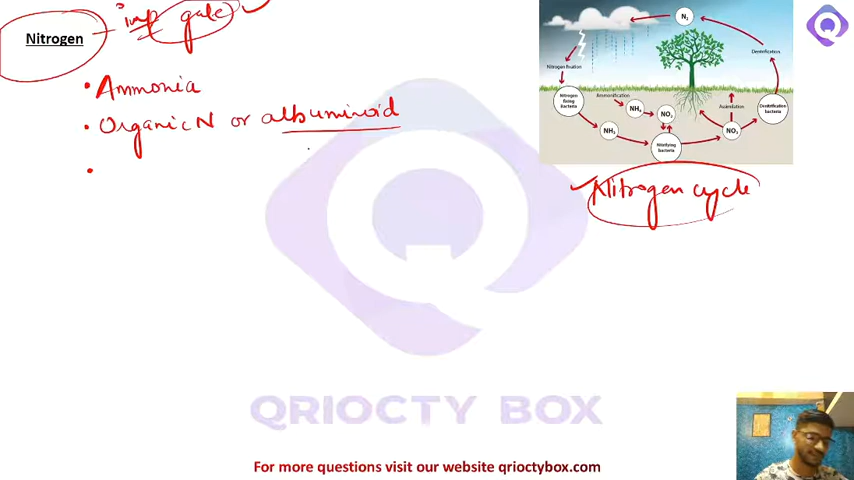 imp gate
Nitrogen
• Ammonia
• Organic N or albuminoid
•
N2
Nitrogen fixation
Denitrification
Nitrogen
fixing
Bacteria
Ammonification
NH4
NO2
Assimilation
Denitrification
bacteria
NH3
NO3
Nitrifying
bacteria
Nitrogen cycle
QRIOCTY BOX
For more questions visit our website qrioctybox.com